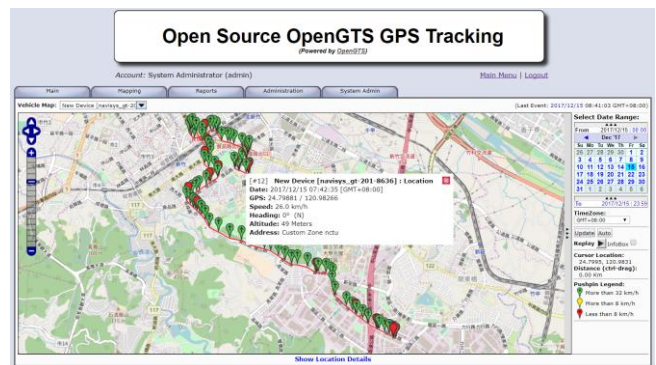 Open Source OpenGTS GPS Tracking
(Powered by OpenGTS)
Account: System Administrator (admin)
Main Menu | Logout
Main
Mapping
Reports
Administration
System Admin
Vehicle Map: New Device [navisys_gt-20
(Last Event: 2017/12/15 08:41:03 GMT+08:00)
[#12] New Device [navisys_gt-201-8636] : Location
Date: 2017/12/15 07:42:35 [GMT+08:00]
GPS: 24.79881 / 120.98266
Speed: 26.0 km/h
Heading: 0° (N)
Altitude: 49 Meters
Address: Custom Zone nctu
122
Show Location Details
Select Date Range:
From 2017/12/15 00:00
Dec '17
Su Mo Tu We Th Fr Sa
26 27 28 29 30 1 2
3 4 5 6 7 8 9
10 11 12 13 14 15 16
17 18 19 20 21 22 23
24 25 26 27 28 29 30
31 1 2 3 4 5 6
To 2017/12/15 23:59
TimeZone:
GMT+08:00
Update Auto
Replay InfoBox
Cursor Location:
24.7995, 120.9831
Distance (ctrl-drag):
0.00 Km
Pushpin Legend:
More than 32 km/h
More than 8 km/h
Less than 8 km/h